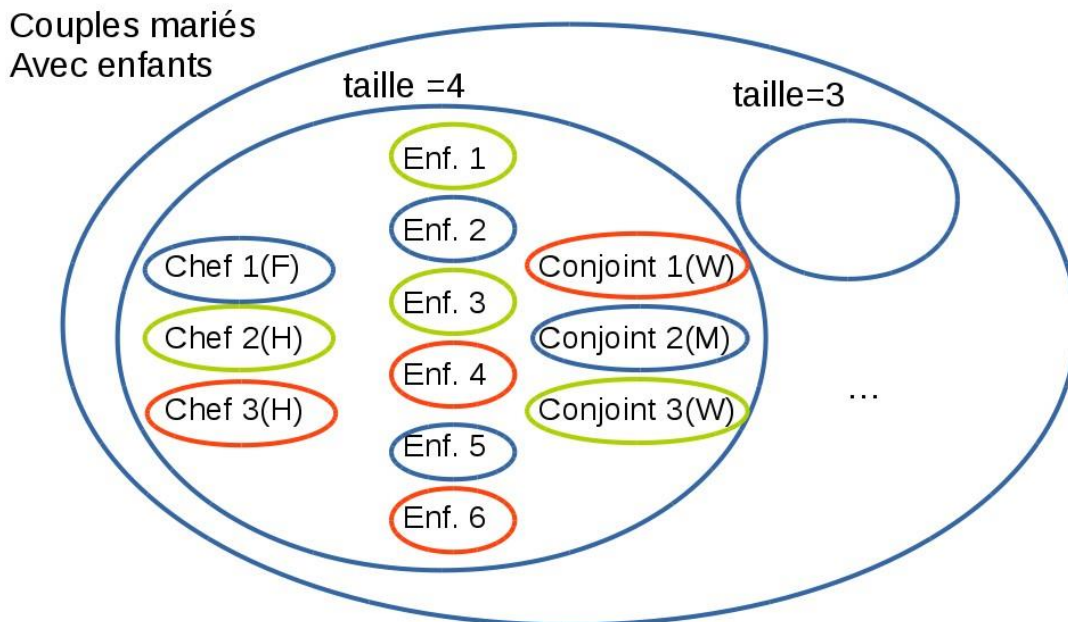 Couples mariés
Avec enfants
taille =4
taille=3
Enf. 1
Enf. 2
Enf. 3
Enf. 4
Enf. 5
Enf. 6
Chef 1(F)
Chef 2(H)
Chef 3(H)
Conjoint 1(W)
Conjoint 2(M)
Conjoint 3(W)
...